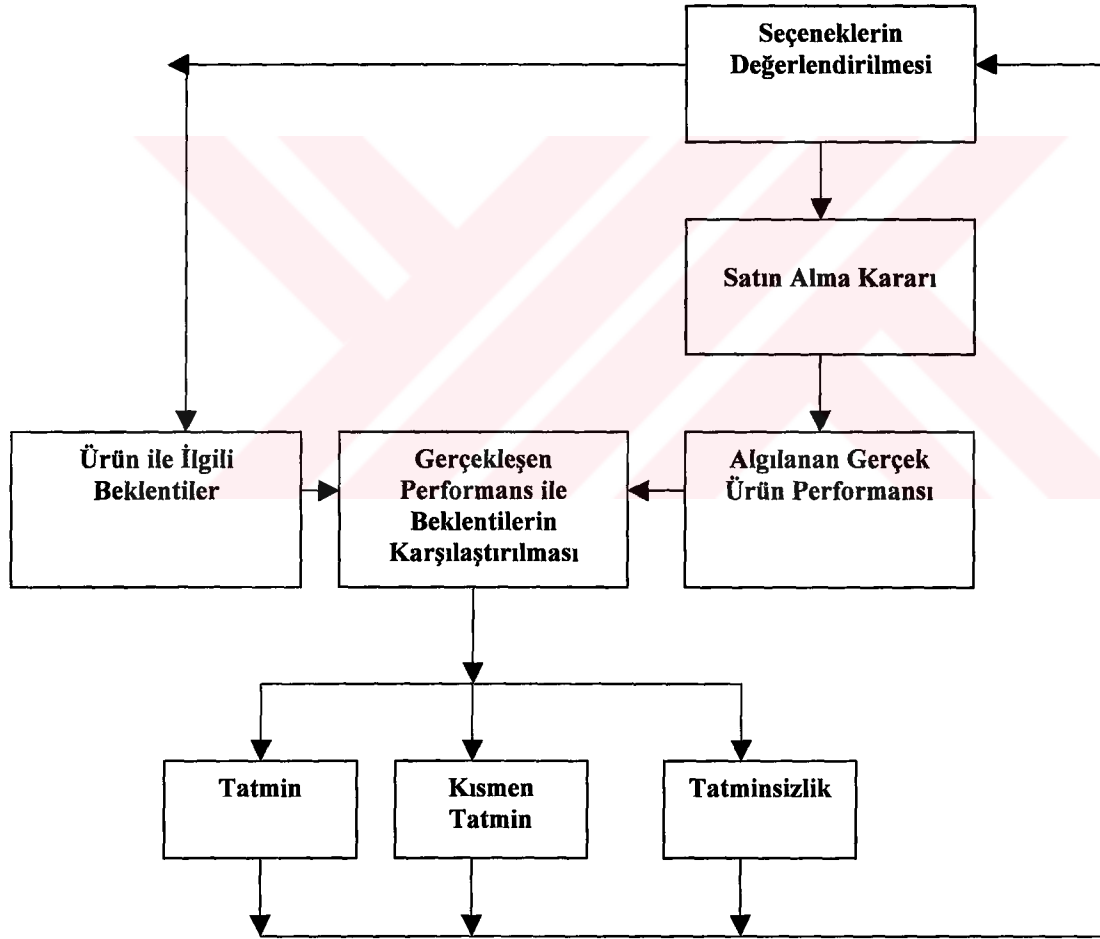 Seçeneklerin
Değerlendirilmesi
Satın Alma Kararı
Ürün ile İlgili
Beklentiler
Gerçekleşen
Performans ile
Beklentilerin
Karşılaştırılması
Algılanan Gerçek
Ürün Performansı
Tatmin
Kısmen
Tatmin
Tatminsizlik